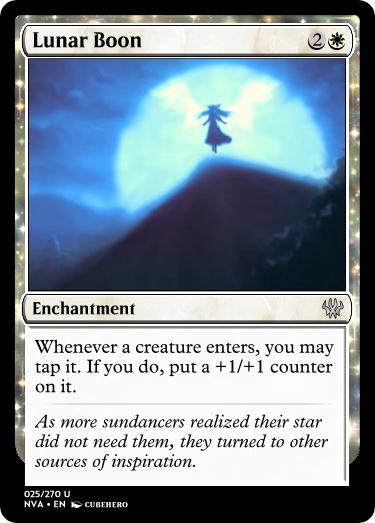 Lunar Boon 2
Enchantment
Whenever a creature enters, you may
tap it. If you do, put a +1/+1 counter
on it.
As more sundancers realized their star
did not need them, they turned to other
sources of inspiration.
025/270 U
NVA • EN CUBEHERO